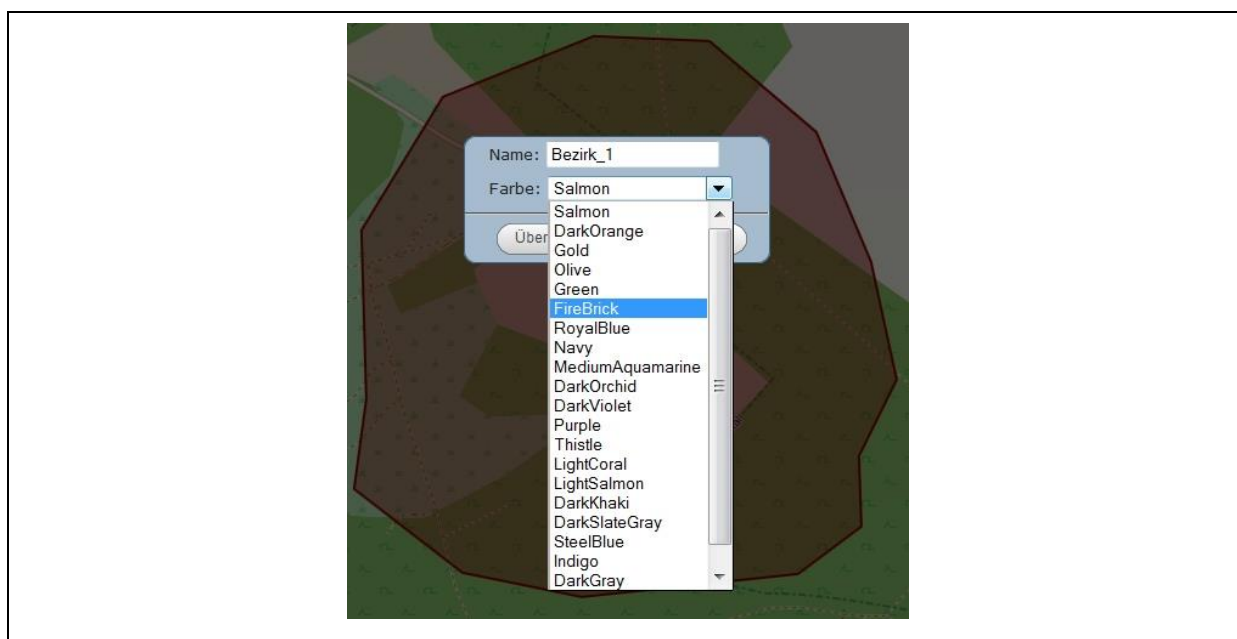 Name: Bezirk_1
Farbe: Salmon
Salmon
DarkOrange
Gold
Olive
Green
FireBrick
RoyalBlue
Navy
MediumAquamarine
DarkOrchid
DarkViolet
Purple
Thistle
LightCoral
LightSalmon
DarkKhaki
DarkSlateGray
SteelBlue
Indigo
DarkGray